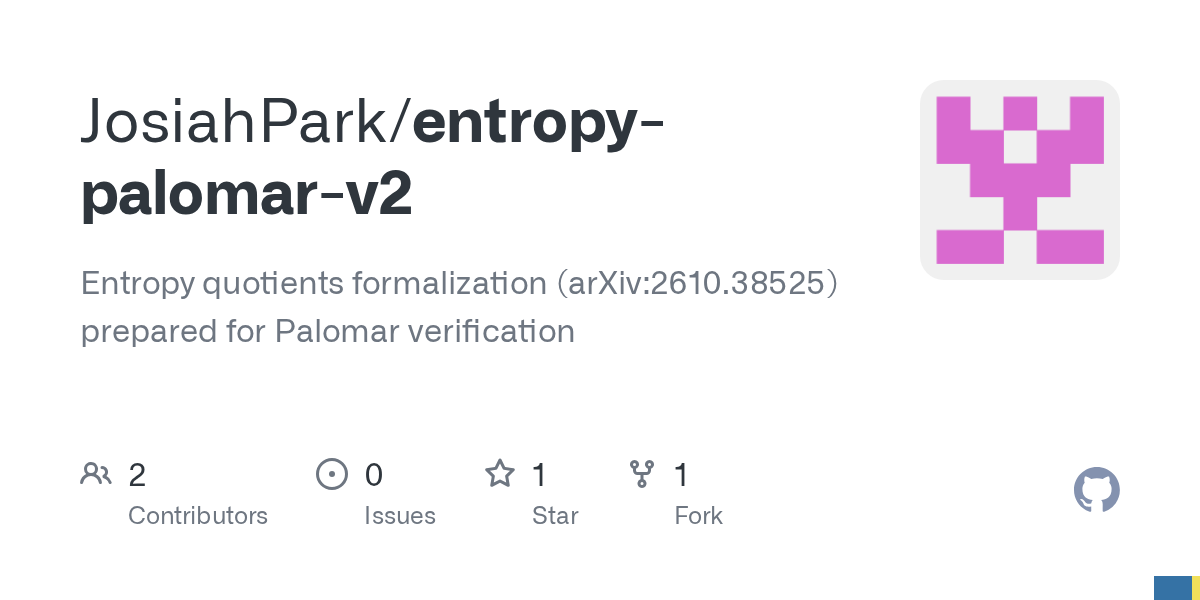 JosiahPark/entropy-
palomar-v2
Entropy quotients formalization (arXiv:2610.38525)
prepared for Palomar verification
2 0 1 1
Contributors Issues Star Fork